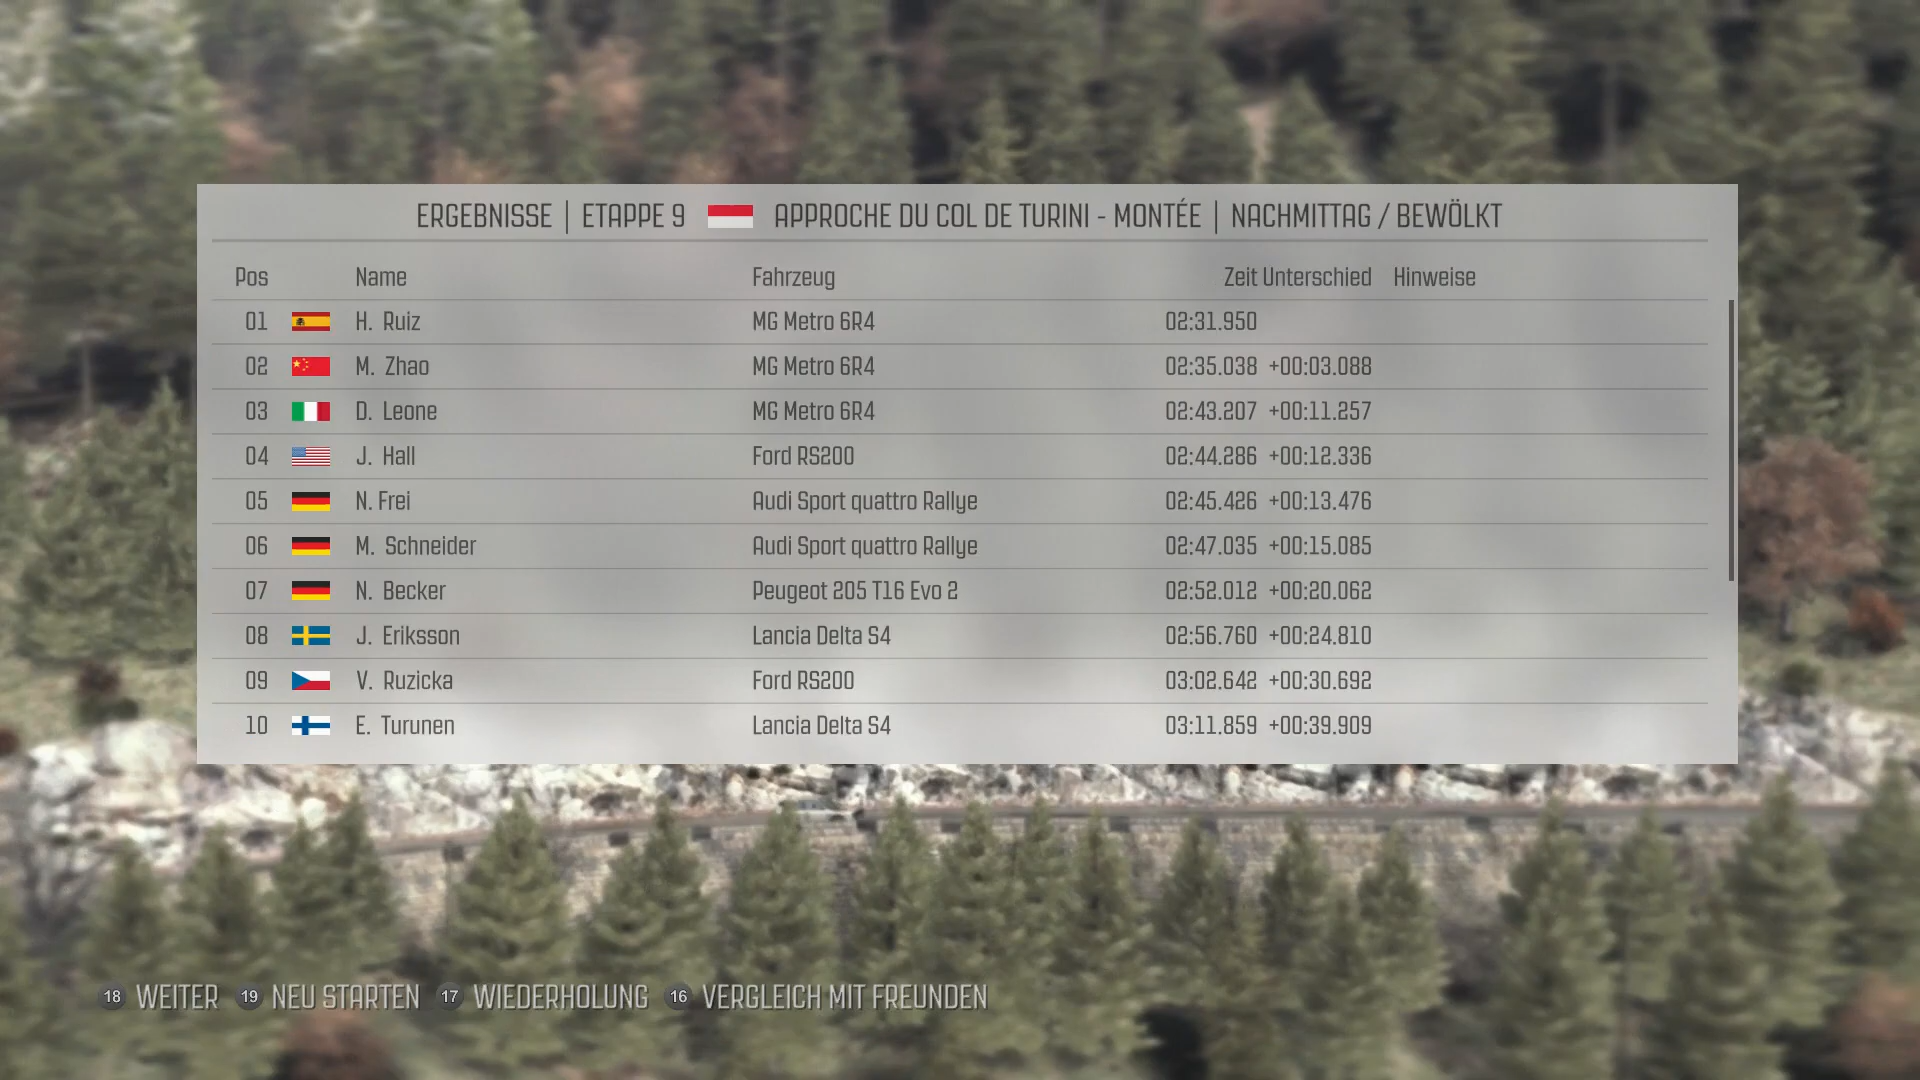 ERGEBNISSE | ETAPPE 9 APPROCHE DU COL DE TURINI - MONTÉE | NACHMITTAG / BEWÖLKT
Pos Name Fahrzeug Zeit Unterschied Hinweise
01 H. Ruiz MG Metro 6R4 02:31.950
02 M. Zhao MG Metro 6R4 02:35.038 +00:03.088
03 D. Leone MG Metro 6R4 02:43.207 +00:11.257
04 J. Hall Ford RS200 02:44.286 +00:12.336
05 N. Frei Audi Sport quattro Rallye 02:45.426 +00:13.476
06 M. Schneider Audi Sport quattro Rallye 02:47.035 +00:15.085
07 N. Becker Peugeot 205 T16 Evo 2 02:52.012 +00:20.062
08 J. Eriksson Lancia Delta S4 02:56.760 +00:24.810
09 V. Ruzicka Ford RS200 03:02.642 +00:30.692
10 E. Turunen Lancia Delta S4 03:11.859 +00:39.909
18 WEITER 19 NEU STARTEN 17 WIEDERHOLUNG 16 VERGLEICH MIT FREUNDEN